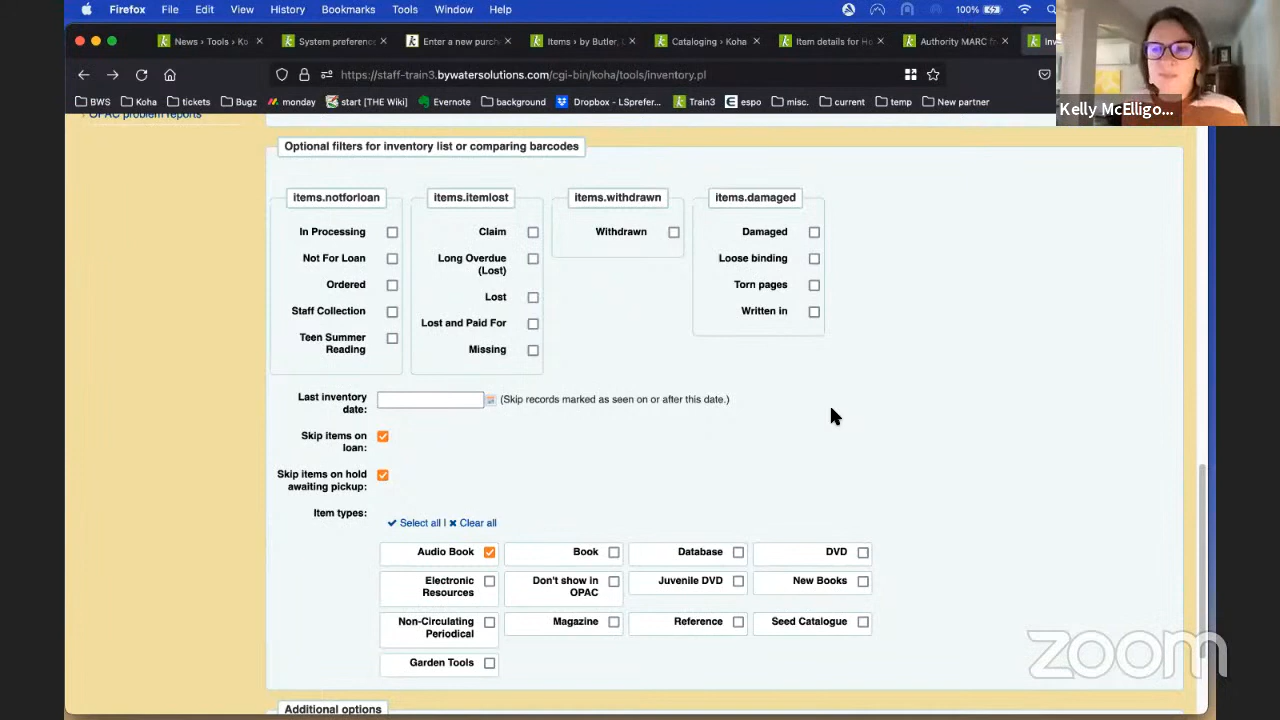 Firefox File Edit View History Bookmarks Tools Window Help 100%
News › Tools › Ko
System preference
Enter a new purch
Items › by Butler,
Cataloging › Koha
Item details for Ho
Authority MARC fr
Inv
https://staff-train3.bywatersolutions.com/cgi-bin/koha/tools/inventory.pl
BWS Koha tickets Bugz monday start [THE Wiki] Evernote background Dropbox - LSprefer... Train3 espo misc. current temp New partner
Kelly McElligo...
OPAC problem reports
Optional filters for inventory list or comparing barcodes
items.notforloan items.itemlost items.withdrawn items.damaged
In Processing
Not For Loan
Ordered
Staff Collection
Teen Summer
Reading
Claim
Long Overdue
(Lost)
Lost
Lost and Paid For
Missing
Withdrawn
Damaged
Loose binding
Torn pages
Written in
Last inventory
date:
(Skip records marked as seen on or after this date.)
Skip items on
loan:
Skip items on hold
awaiting pickup:
Item types:
Select all | Clear all
Audio Book Book Database DVD
Electronic
Resources
Don't show in
OPAC
Juvenile DVD
New Books
Non-Circulating
Periodical
Magazine Reference Seed Catalogue
Garden Tools
Additional options
zoom